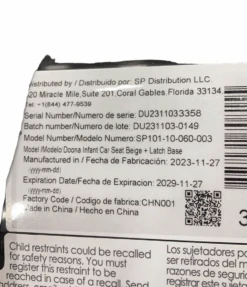 Distributed by / Distribuido por: SP Distribution LLC.
220 Miracle Mile,Suite 201,Coral Gables,Florida 33134,
Tel: +1(844) 477-9539
Serial Number/Numero de serie: DU2311033358
Batch number/Numero de lote: DU231103-0149
Model Number/Modelo Numero:SP101-10-060-003
Model /Modelo Doona Infant Car Seat Beige + Latch Base
Manufactured in / Fecha de Fabricación: 2023-11-27
(yyyy-mm-dd)
Expiration Date/Fecha de Expiracion: 2029-11-27
(yyyy-mm-dd)
Factory Code / Codigo de fabrica:CHN001
Made in China / Hecho en China
3
Child restraints could be recalled
for safety reasons. You must
register this restraint to be
reached in case of a recall. Send
Los sujetadores po
ser retirados del m
razones de seguri
registrar este suje